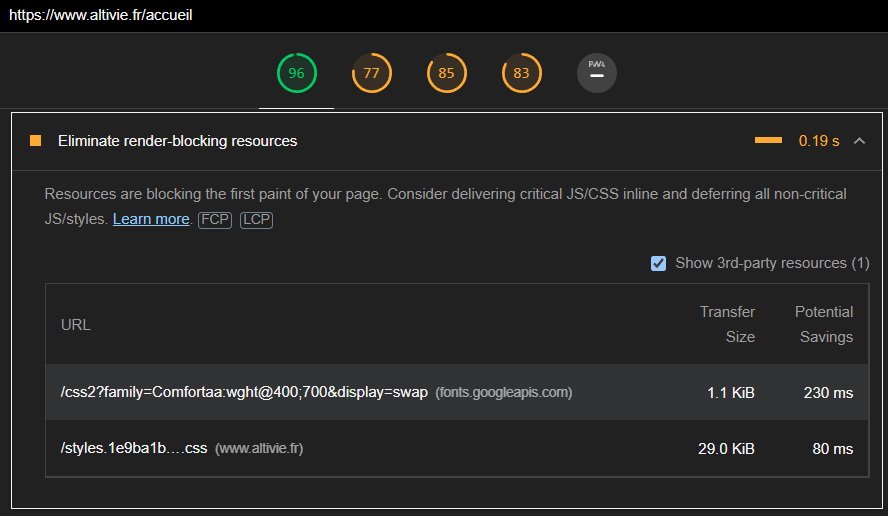 https://www.altivie.fr/accueil
96 77 85 83 PWA
Eliminate render-blocking resources 0.19 s
Resources are blocking the first paint of your page. Consider delivering critical JS/CSS inline and deferring all non-critical
JS/styles. Learn more. FCP LCP
Show 3rd-party resources (1)
URL Transfer Size Potential Savings
/css2?family=Comfortaa:wght@400;700&display=swap (fonts.googleapis.com) 1.1 KiB 230 ms
/styles.1e9ba1b….css (www.altivie.fr) 29.0 KiB 80 ms